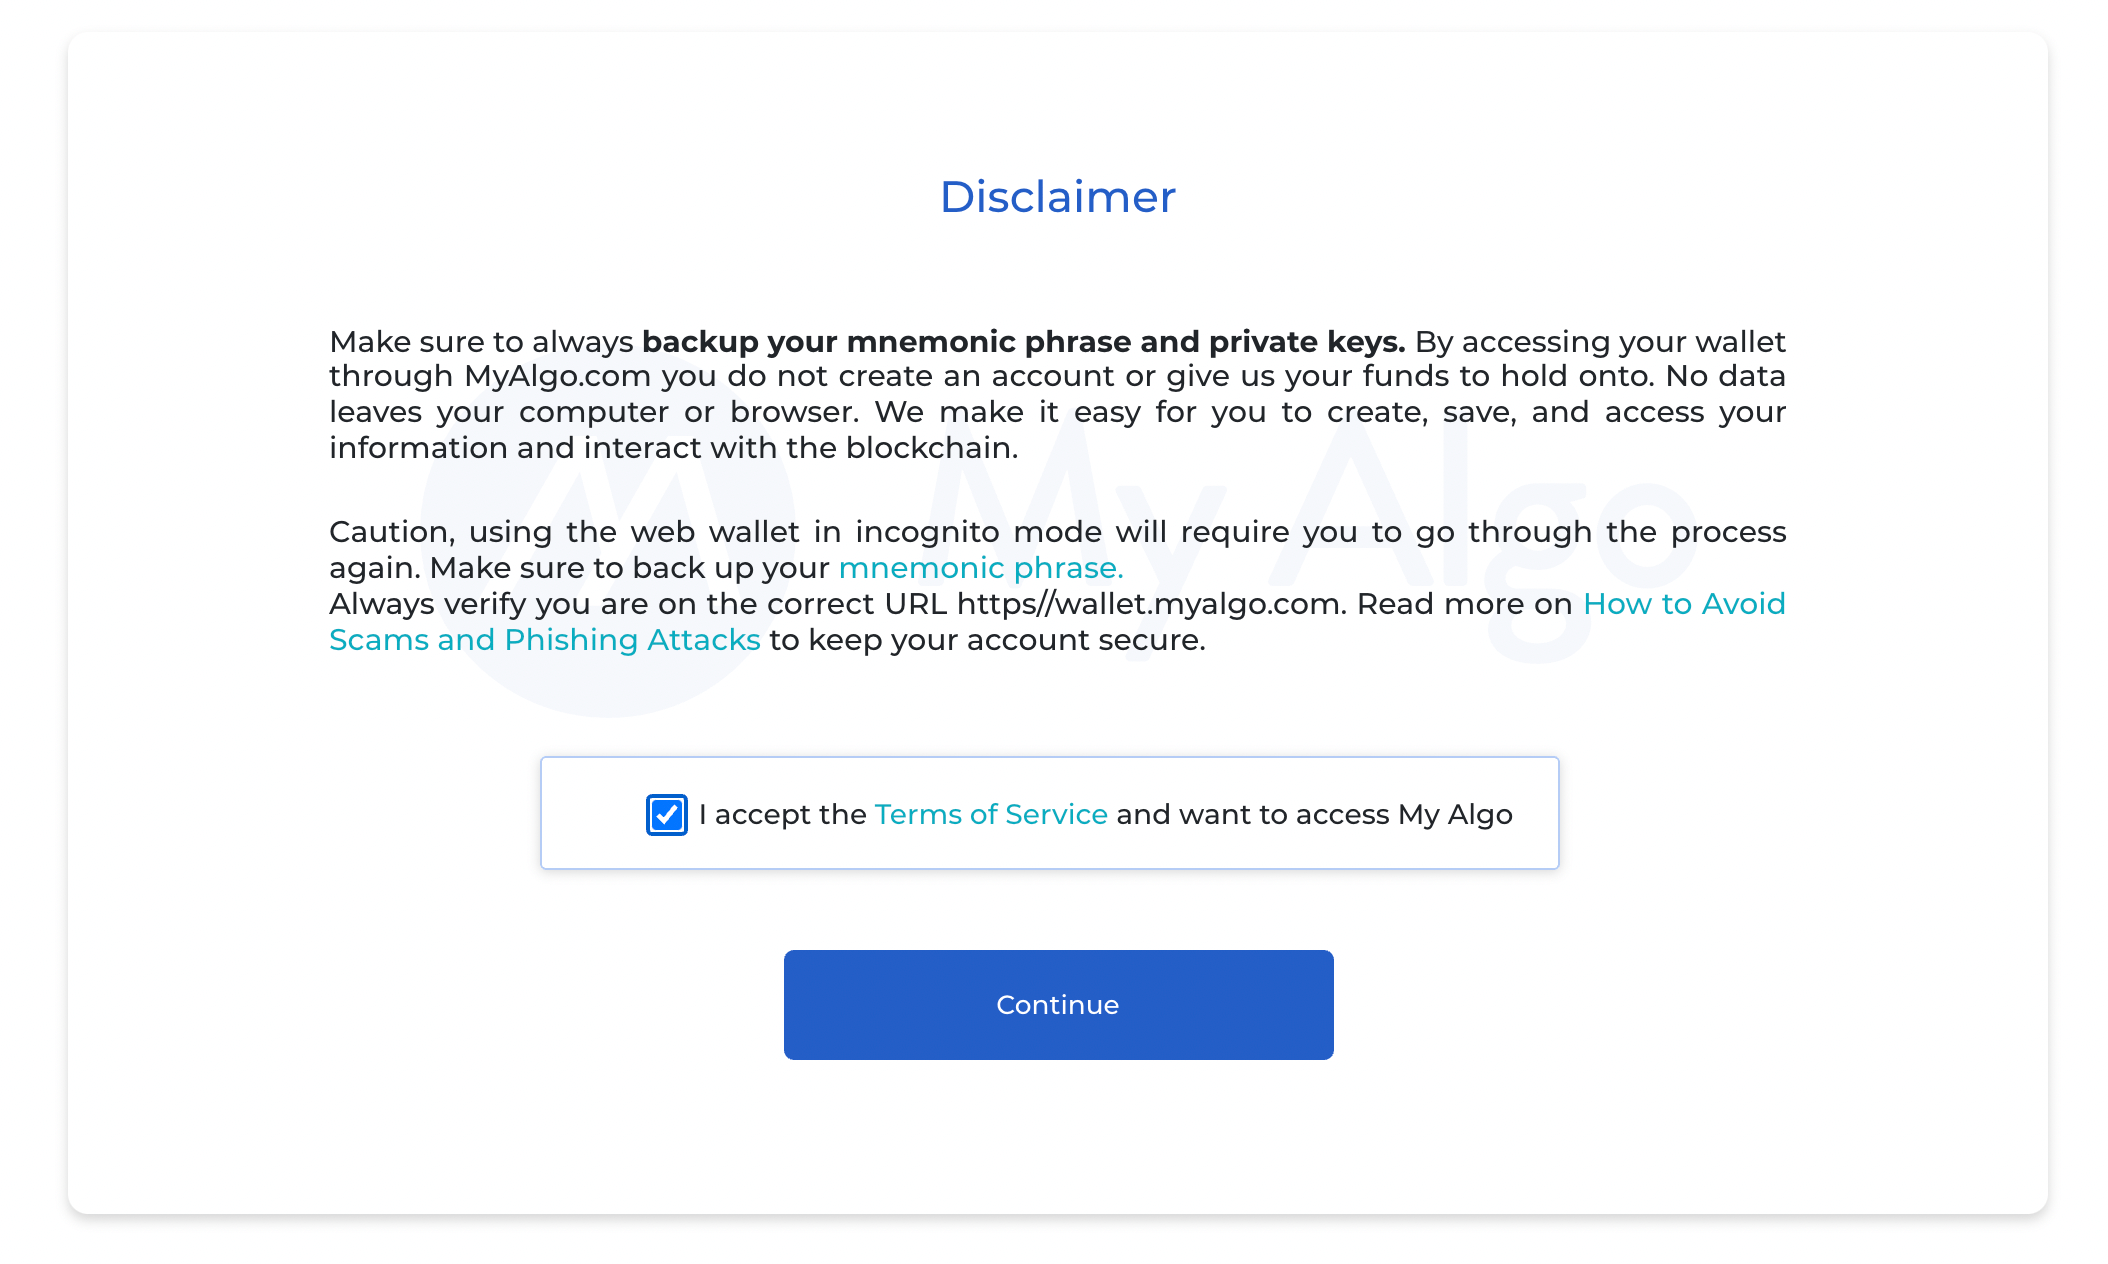 Disclaimer
Make sure to always backup your mnemonic phrase and private keys. By accessing your wallet
through MyAlgo.com you do not create an account or give us your funds to hold onto. No data
leaves your computer or browser. We make it easy for you to create, save, and access your
information and interact with the blockchain.
My Algo
Caution, using the web wallet in incognito mode will require you to go through the process
again. Make sure to back up your mnemonic phrase.
Always verify you are on the correct URL https//wallet.myalgo.com. Read more on How to Avoid
Scams and Phishing Attacks to keep your account secure.
I accept the Terms of Service and want to access My Algo
Continue